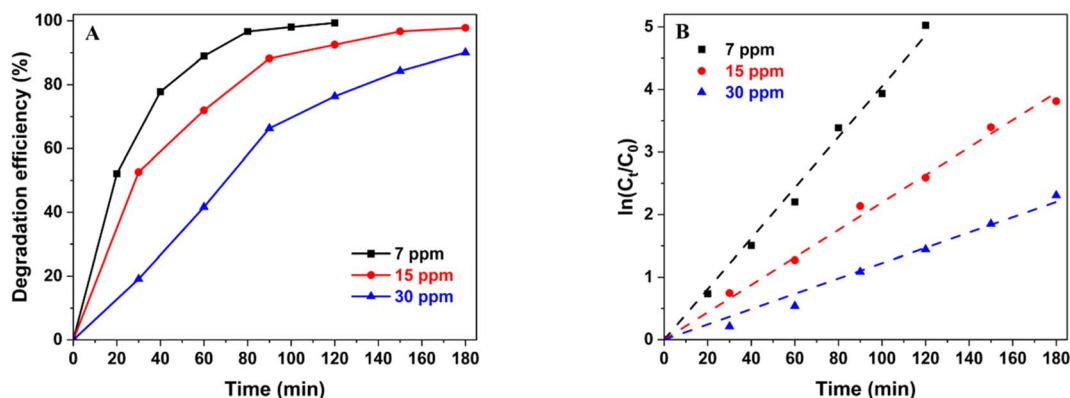 A
Degradation efficiency (%)
100
80
60
40
20
0
7 ppm
15 ppm
30 ppm
0 20 40 60 80 100 120 140 160 180
Time (min)
B
ln(Cₜ/C₀)
5
4
3
2
1
0
7 ppm
15 ppm
30 ppm
0 20 40 60 80 100 120 140 160 180
Time (min)